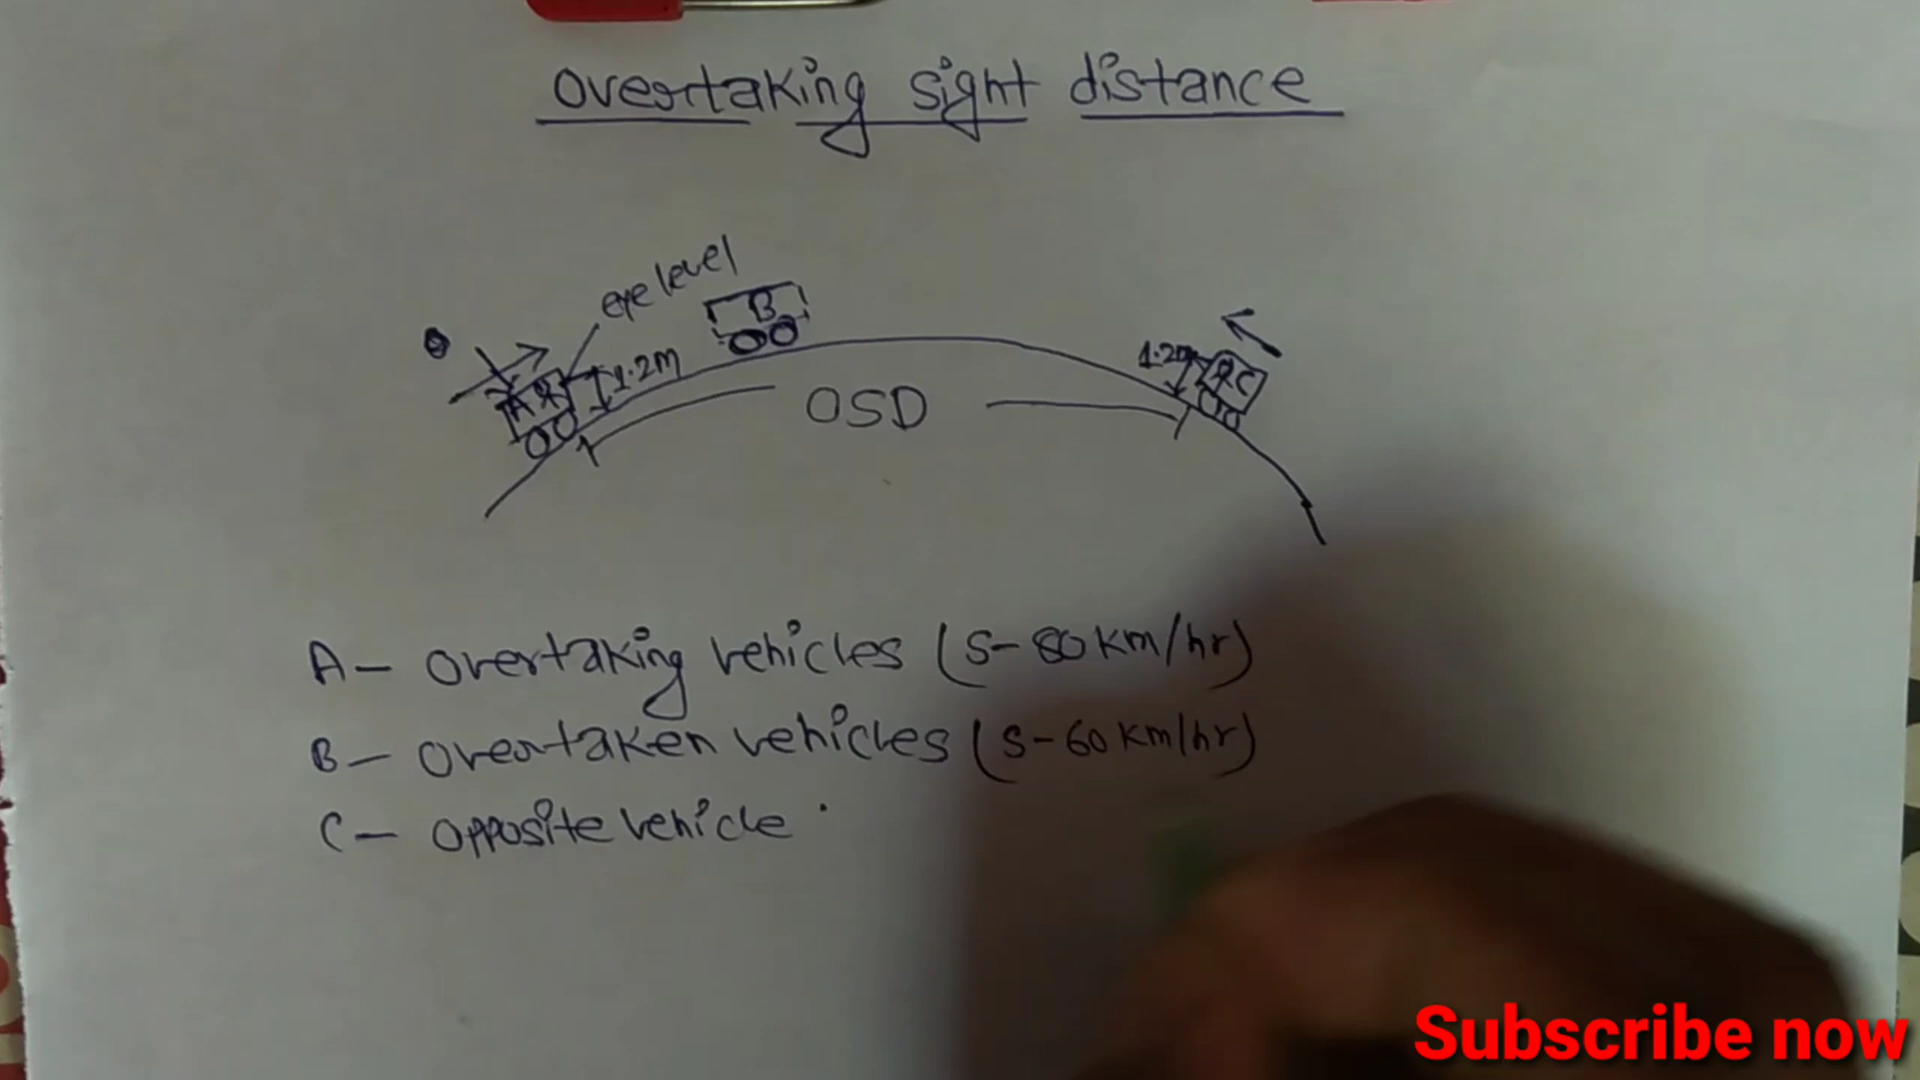 overtaking sight distance
eye level
B
1.2m
A
1.2m
C
OSD
A- overtaking vehicles (S-80 km/hr)
B- overtaken vehicles (S-60 km/hr)
C- opposite vehicle
Subscribe now